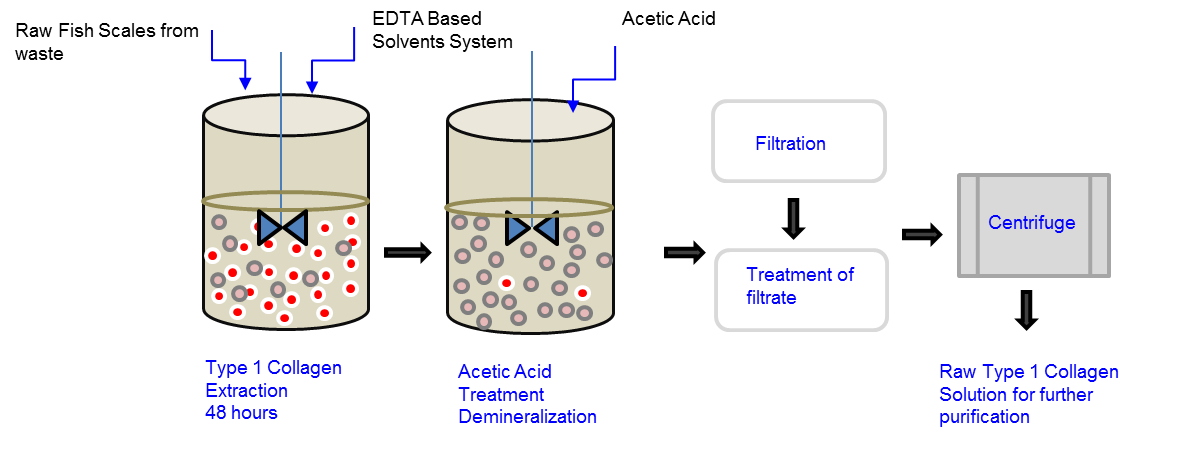 Raw Fish Scales from
waste
EDTA Based
Solvents System
Acetic Acid
Filtration
Treatment of
filtrate
Centrifuge
Type 1 Collagen
Extraction
48 hours
Acetic Acid
Treatment
Demineralization
Raw Type 1 Collagen
Solution for further
purification